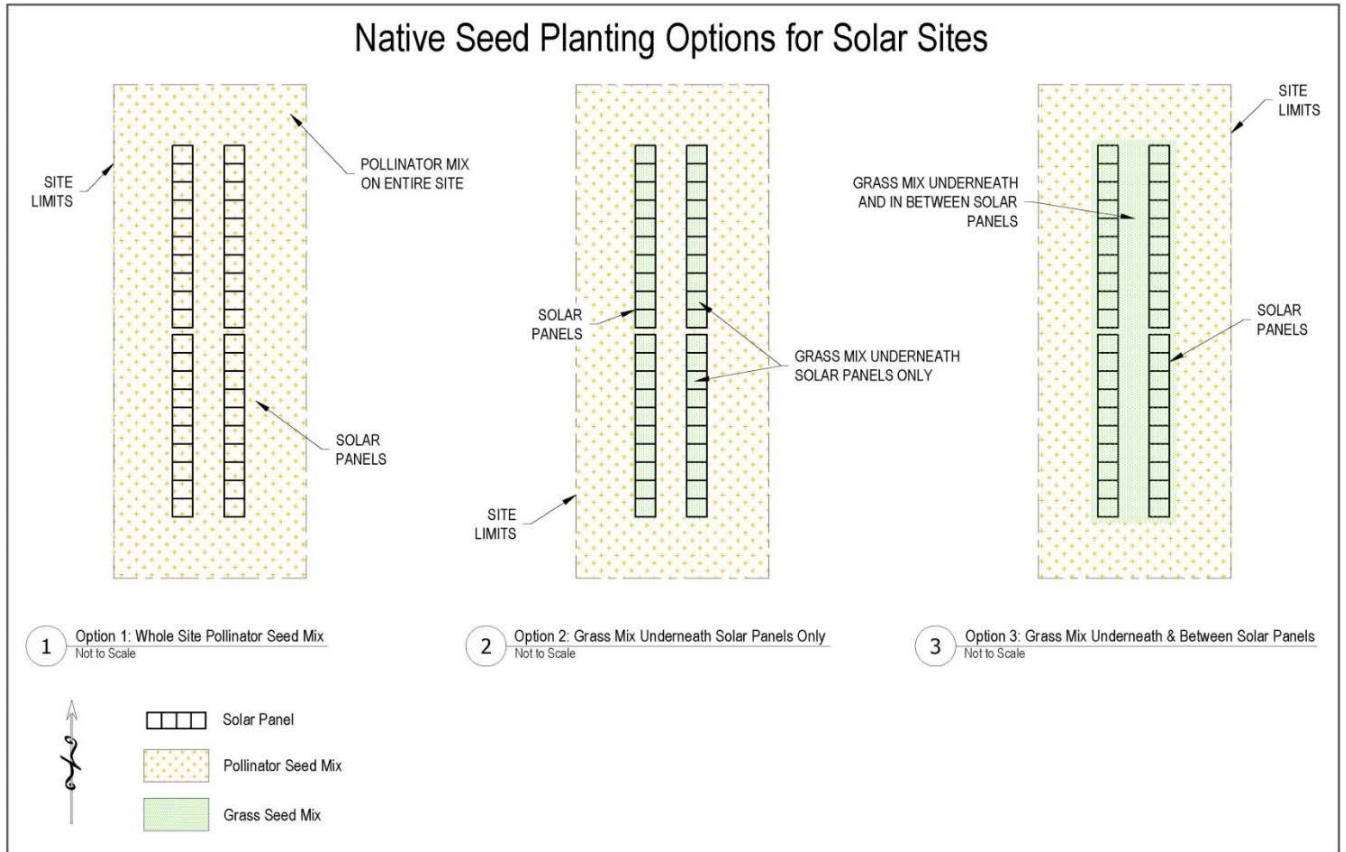 Native Seed Planting Options for Solar Sites
SITE
LIMITS
POLLINATOR MIX
ON ENTIRE SITE
SOLAR
PANELS
SOLAR
PANELS
GRASS MIX UNDERNEATH
SOLAR PANELS ONLY
SITE
LIMITS
SITE
LIMITS
GRASS MIX UNDERNEATH
AND IN BETWEEN SOLAR
PANELS
SOLAR
PANELS
1
Option 1: Whole Site Pollinator Seed Mix
Not to Scale
2
Option 2: Grass Mix Underneath Solar Panels Only
Not to Scale
3
Option 3: Grass Mix Underneath & Between Solar Panels
Not to Scale
Solar Panel
Pollinator Seed Mix
Grass Seed Mix